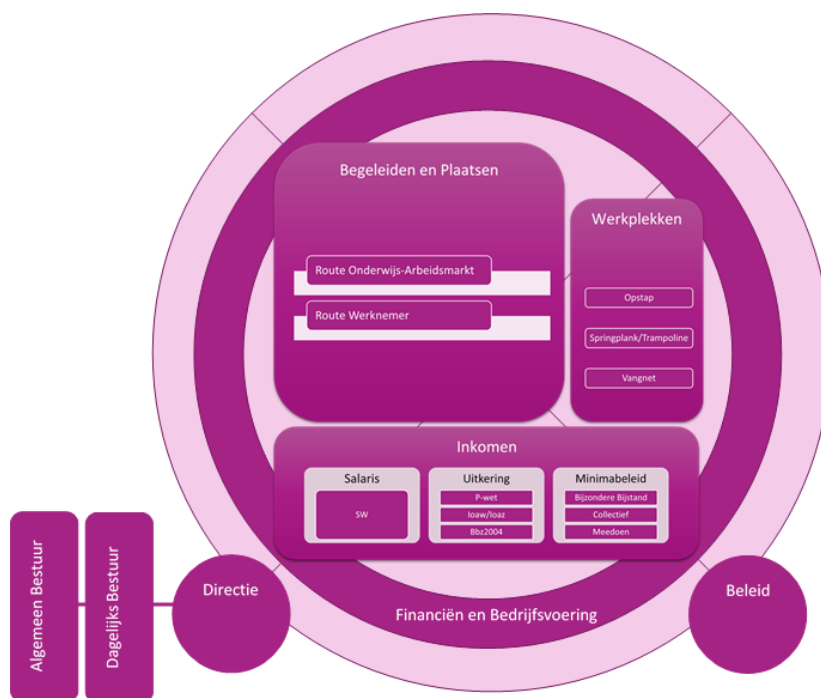 Begeleiden en Plaatsen
Route Onderwijs-Arbeidsmarkt
Route Werknemer
Werkplekken
Opstap
Springplank/Trampoline
Vangnet
Inkomen
Salaris
SW
Uitkering
P-wet
Ioaw/Ioaz
Bbz2004
Minimabeleid
Bijzondere Bijstand
Collectief
Meedoen
Algemeen Bestuur
Dagelijks Bestuur
Directie
Financiën en Bedrijfsvoering
Beleid